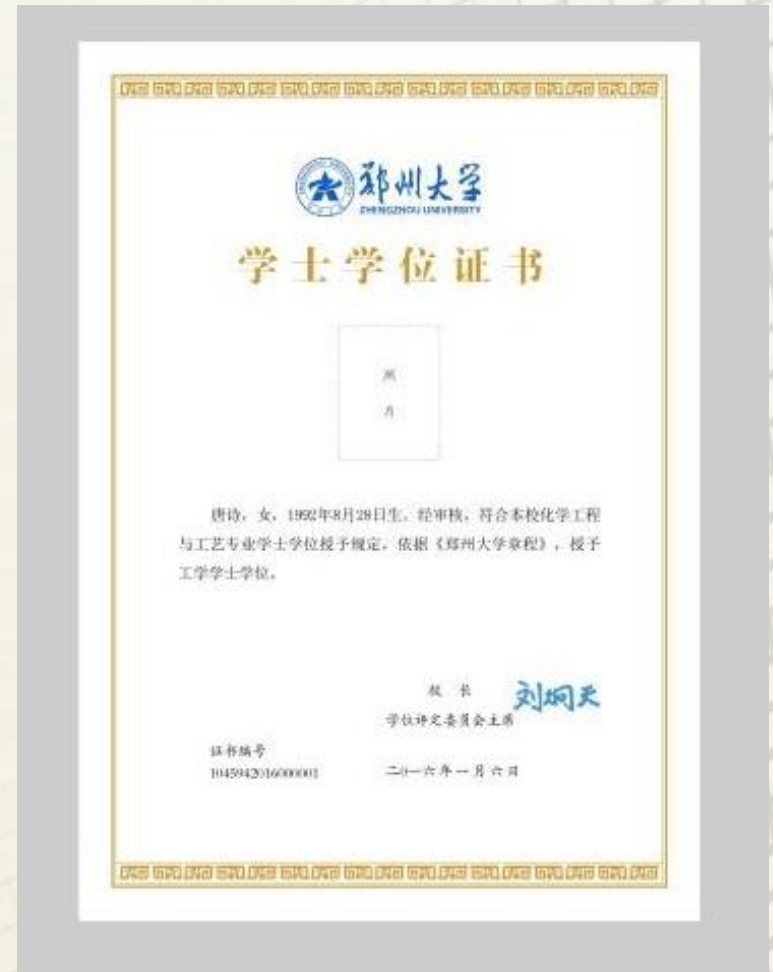 郑州大学
ZHENGZHOU UNIVERSITY
学士学位证书
照
片
唐诗，女，1992年8月28日生。经审核，符合本校化学工程
与工艺专业学士学位授予规定。依据《郑州大学章程》，授予
工学学士学位。
校 长 刘炯天
学位评定委员会主席
证书编号
1045942016000001
二〇一六年一月六日